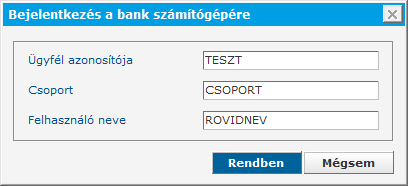 Bejelentkezés a bank számítógépére
Ügyfél azonosítója TESZT
Csoport CSOPORT
Felhasználó neve ROVIDNEV
Rendben Mégsem